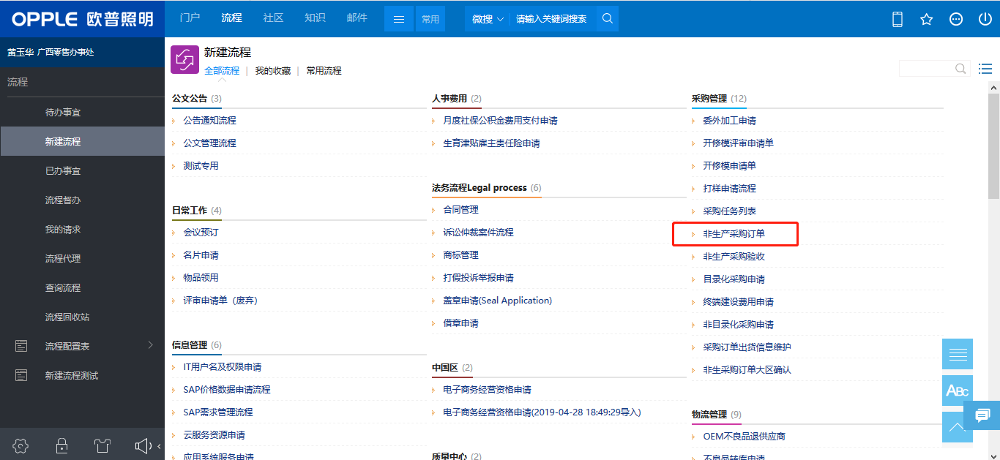 OPPLE 欧普照明
门户 流程 社区 知识 邮件 常用 微搜 请输入关键词搜索
黄玉华 广西零售办事处
流程
待办事宜
新建流程
已办事宜
流程督办
我的请求
流程代理
查询流程
流程回收站
流程配置表
新建流程测试
新建流程
全部流程 | 我的收藏 | 常用流程
公文公告 (3)
公告通知流程
公文管理流程
测试专用
日常工作 (4)
会议预订
名片申请
物品领用
评审申请单（废弃）
信息管理 (6)
IT用户名及权限申请
SAP价格数据申请流程
SAP需求管理流程
云服务资源申请
应用系统服务申请
人事费用 (2)
月度社保公积金费用支付申请
生育津贴雇主责任险申请
法务流程Legal process (6)
合同管理
诉讼仲裁案件流程
商标管理
打假投诉举报申请
盖章申请(Seal Application)
借章申请
中国区 (2)
电子商务经营资格申请
电子商务经营资格申请(2019-04-28 18:49:29导入)
质量中心 (2)
采购管理 (12)
委外加工申请
开修模评审申请单
开修模申请单
打样申请流程
采购任务列表
非生产采购订单
非生产采购验收
目录化采购申请
终端建设费用申请
非目录化采购申请
采购订单出货信息维护
非生采购订单大区确认
物流管理 (9)
OEM不良品退供应商
不良品转库申请
ABC